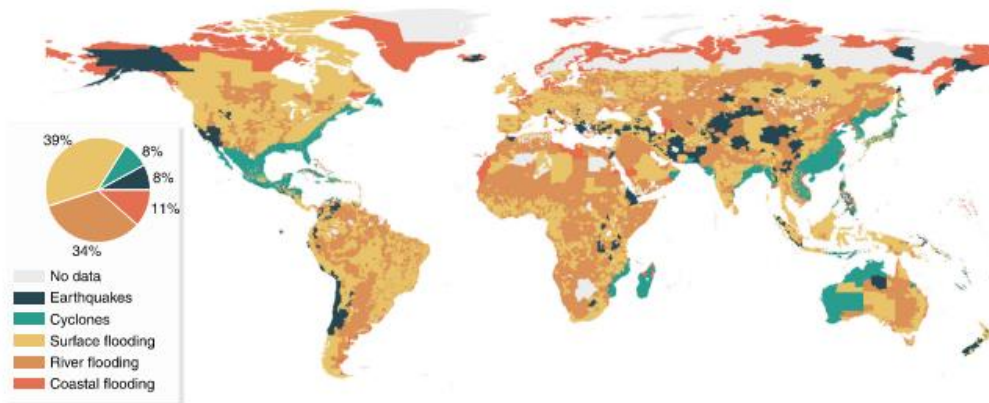 39%
8%
8%
11%
34%
No data
Earthquakes
Cyclones
Surface flooding
River flooding
Coastal flooding